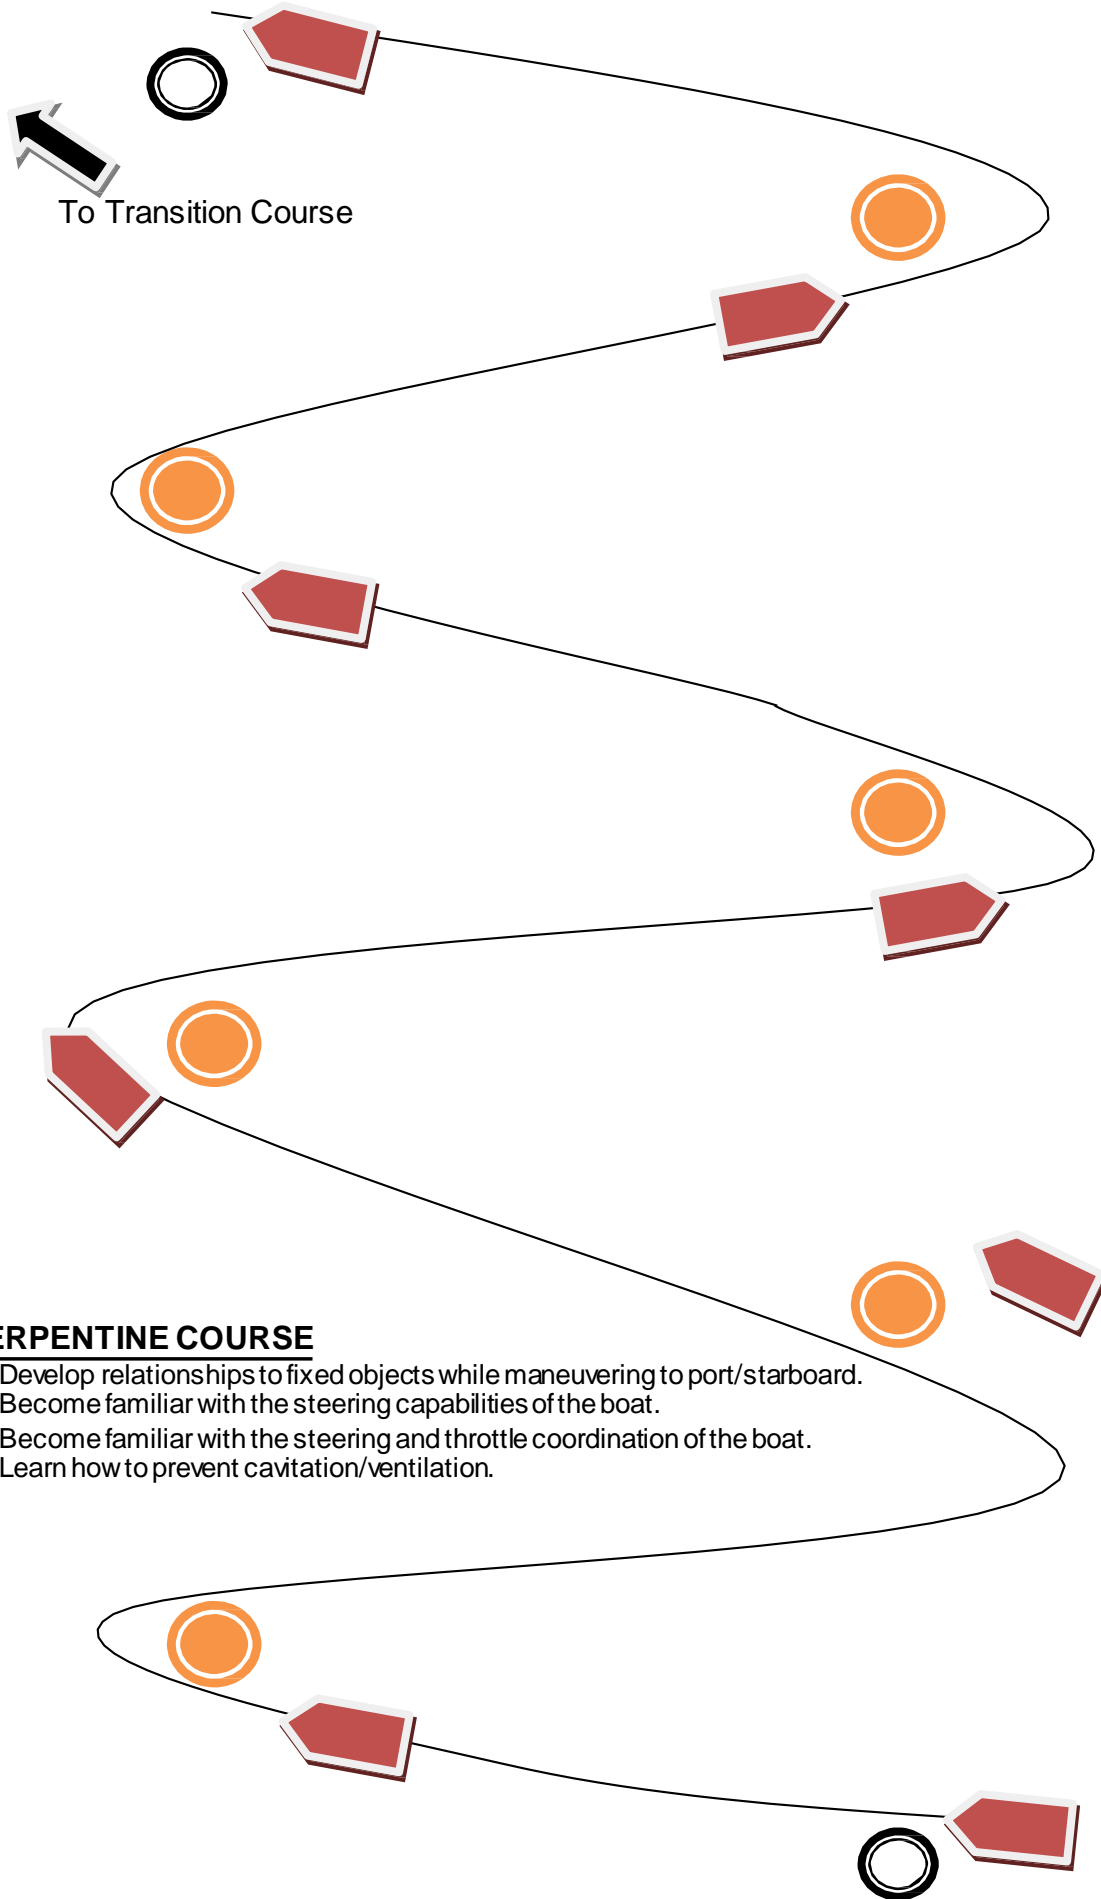 To Transition Course
ERPENTINE COURSE
Develop relationships to fixed objects while maneuvering to port/starboard.
Become familiar with the steering capabilities of the boat.
Become familiar with the steering and throttle coordination of the boat.
Learn how to prevent cavitation/ventilation.